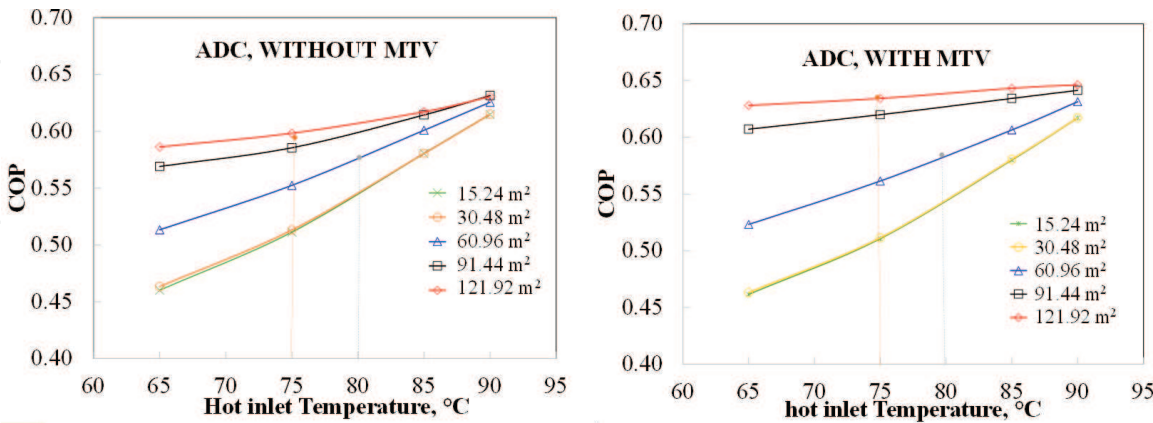 0.70
ADC, WITHOUT MTV
0.65
0.60
COP
0.55
15.24 m²
30.48 m²
0.50
60.96 m²
91.44 m²
0.45
121.92 m²
0.40
60 65 70 75 80 85 90 95
Hot inlet Temperature, °C
0.70
ADC, WITH MTV
0.65
0.60
COP
0.55
15.24 m²
30.48 m²
0.50
60.96 m²
91.44 m²
0.45
121.92 m²
0.40
60 65 70 75 80 85 90 95
hot inlet Temperature, °C